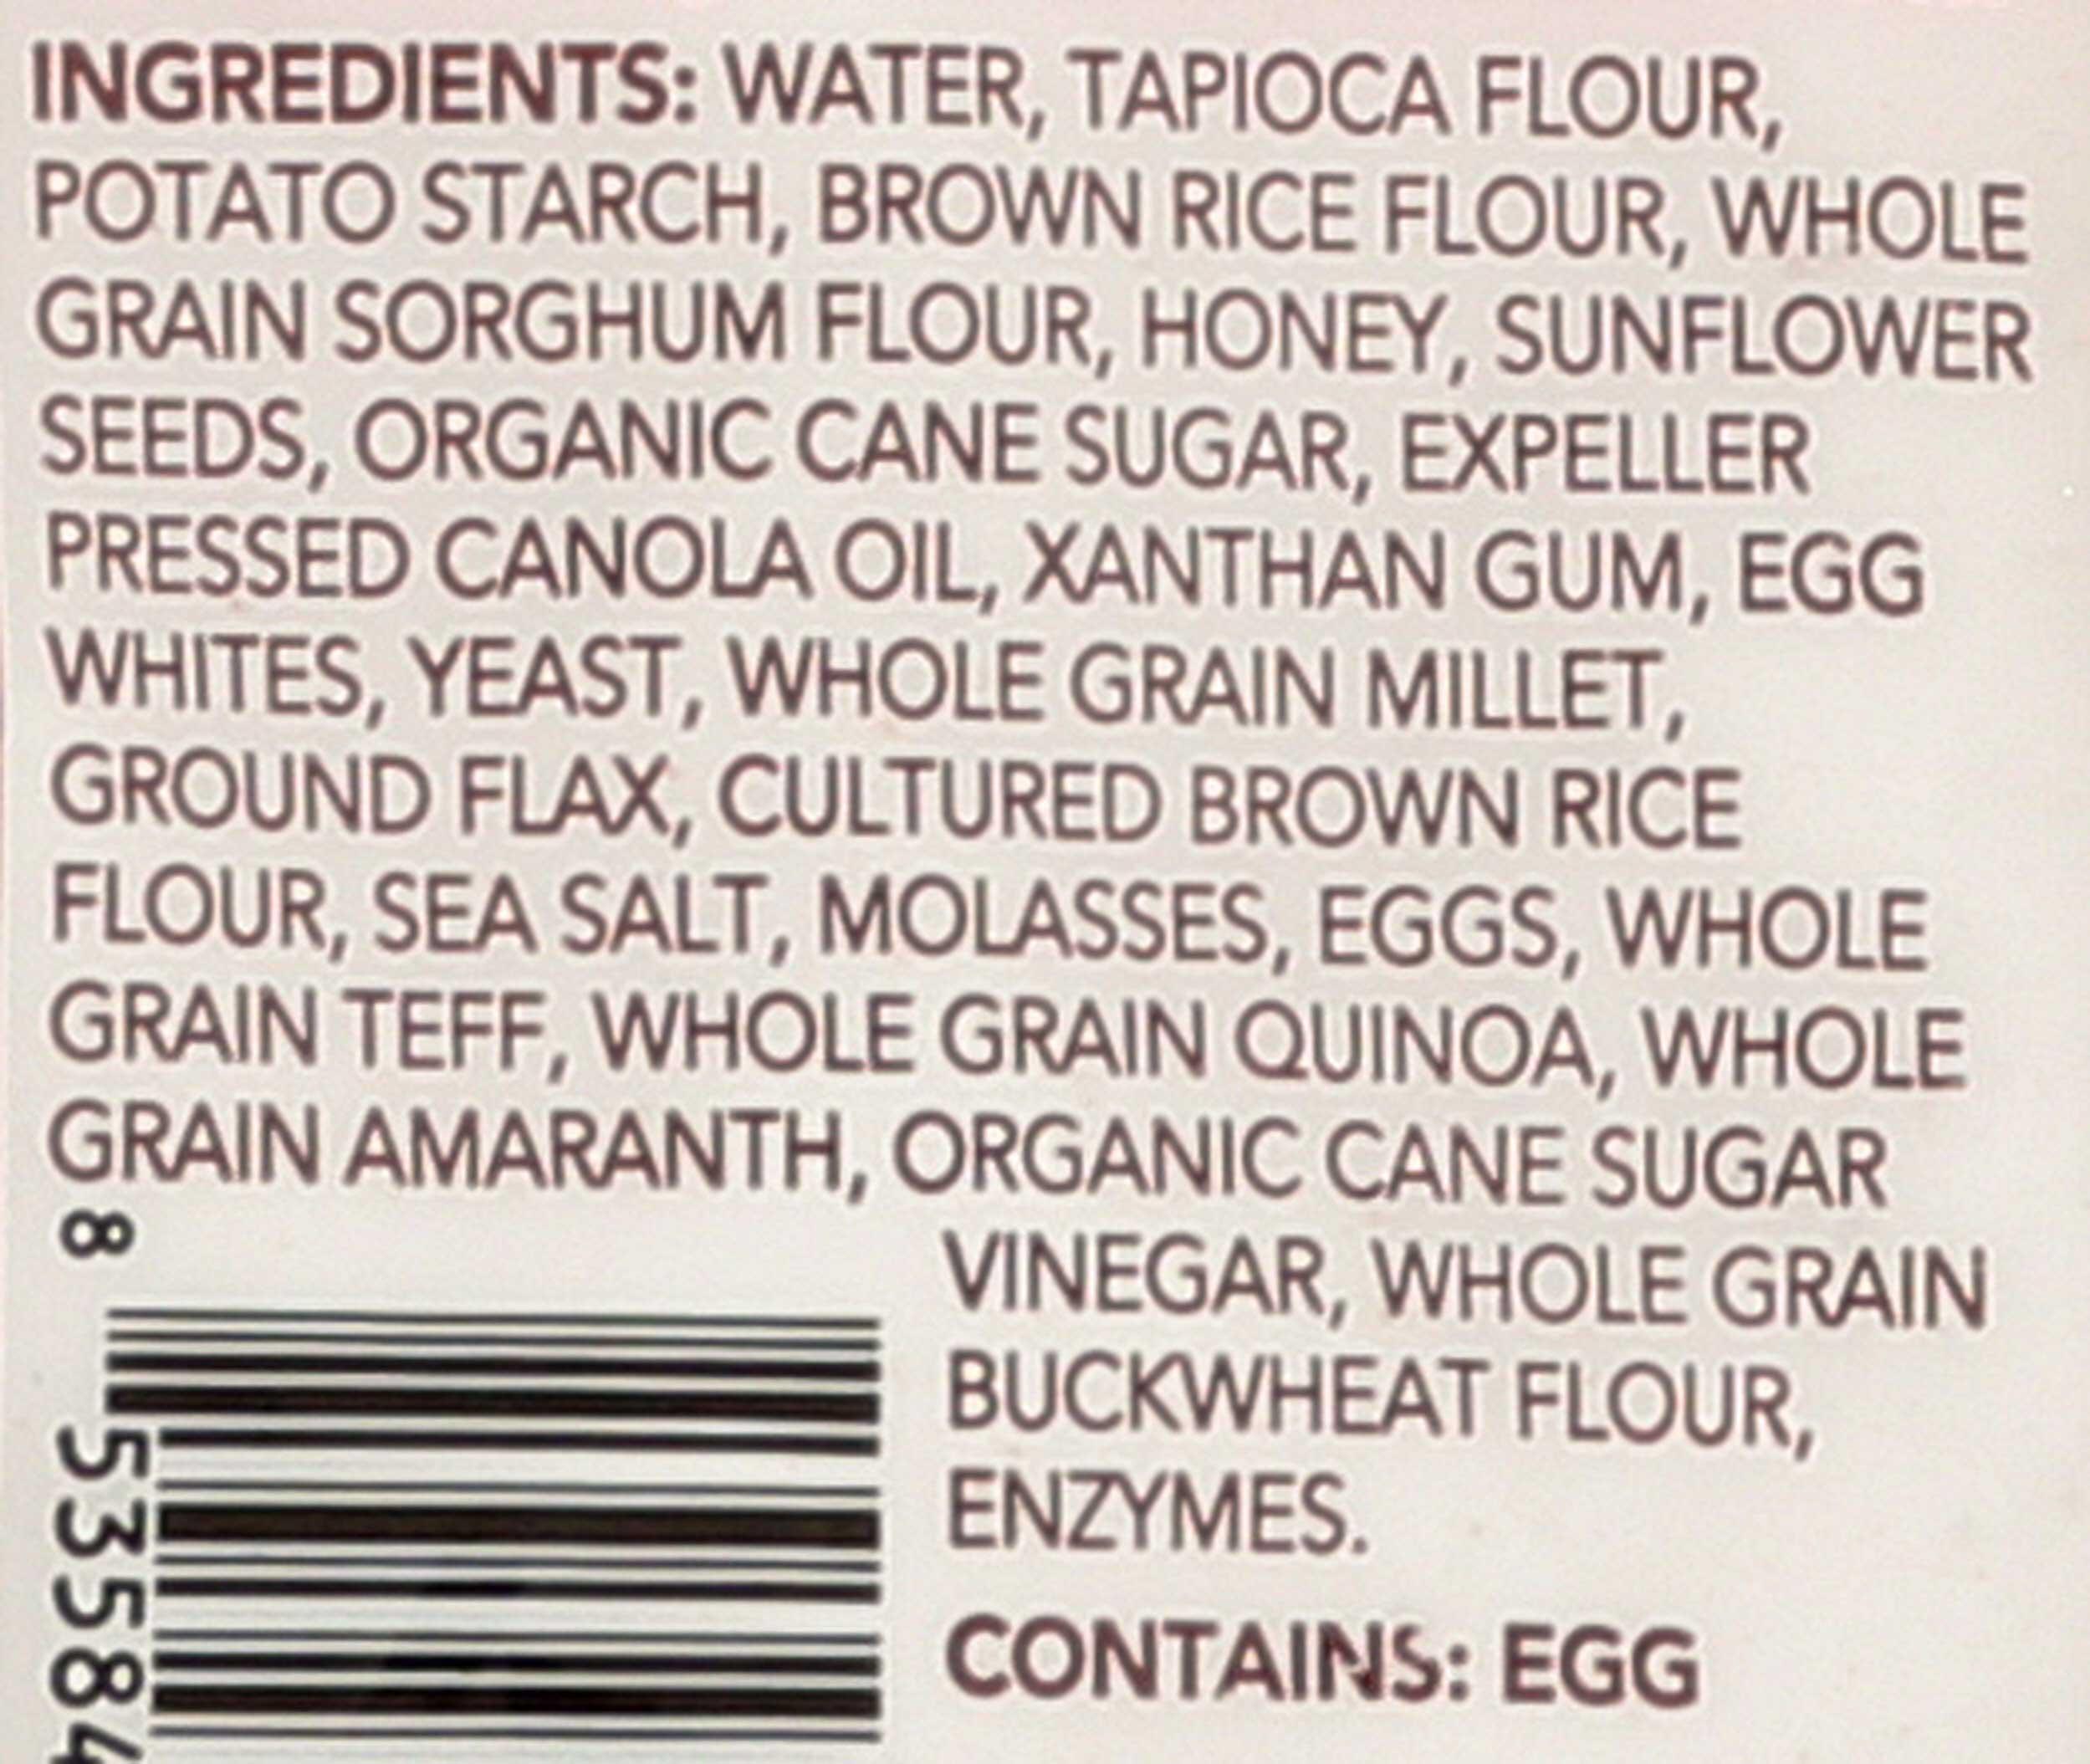 INGREDIENTS: WATER, TAPIOCA FLOUR,
POTATO STARCH, BROWN RICE FLOUR, WHOLE
GRAIN SORGHUM FLOUR, HONEY, SUNFLOWER
SEEDS, ORGANIC CANE SUGAR, EXPELLER
PRESSED CANOLA OIL, XANTHAN GUM, EGG
WHITES, YEAST, WHOLE GRAIN MILLET,
GROUND FLAX, CULTURED BROWN RICE
FLOUR, SEA SALT, MOLASSES, EGGS, WHOLE
GRAIN TEFF, WHOLE GRAIN QUINOA, WHOLE
GRAIN AMARANTH, ORGANIC CANE SUGAR
VINEGAR, WHOLE GRAIN
BUCKWHEAT FLOUR,
ENZYMES.
CONTAINS: EGG
8 53584